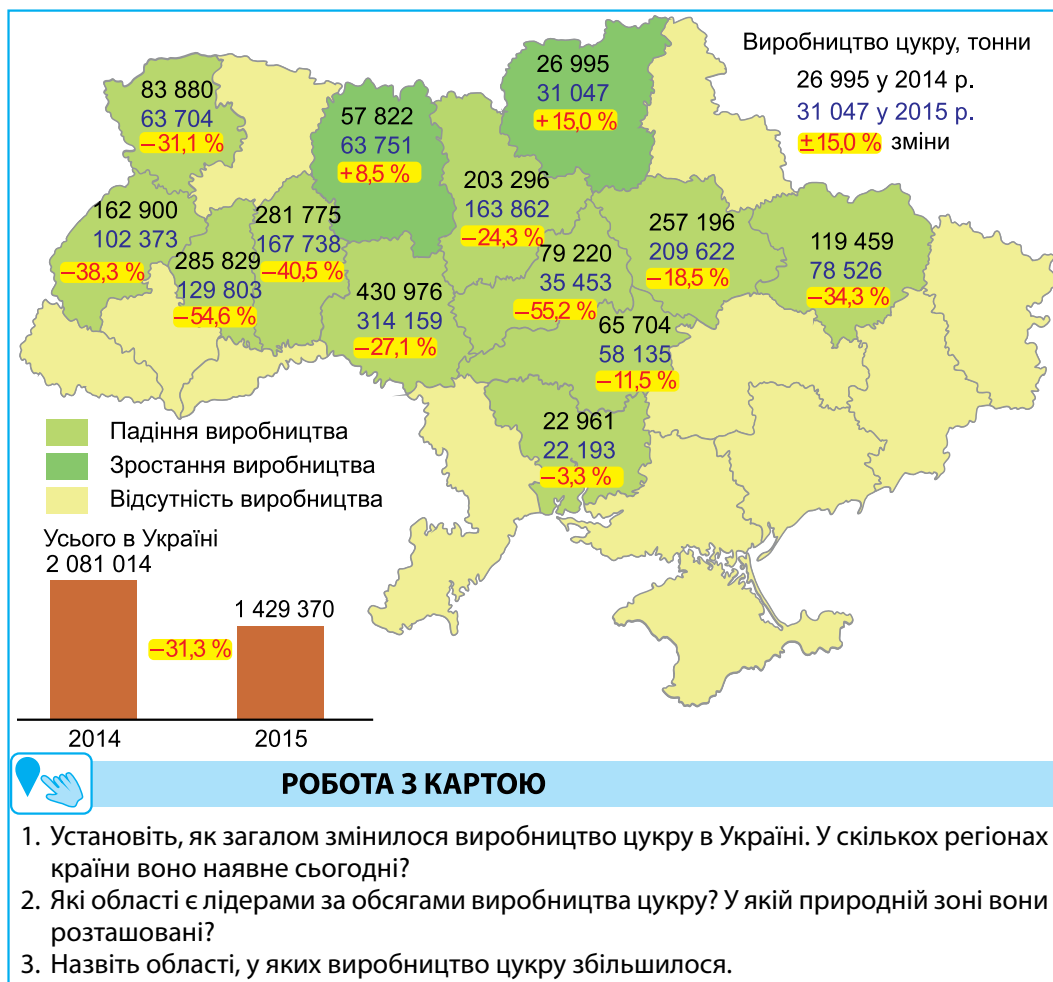 Виробництво цукру, тонни
26 995 у 2014 р.
31 047 у 2015 р.
±15,0 % зміни
83 880
63 704
−31,1 %
57 822
63 751
+8,5 %
26 995
31 047
+15,0 %
203 296
163 862
−24,3 %
162 900
102 373
−38,3 %
285 829
129 803
−54,6 %
281 775
167 738
−40,5 %
430 976
314 159
−27,1 %
79 220
35 453
−55,2 %
257 196
209 622
−18,5 %
119 459
78 526
−34,3 %
65 704
58 135
−11,5 %
22 961
22 193
−3,3 %
Падіння виробництва
Зростання виробництва
Відсутність виробництва
Усього в Україні
2 081 014
1 429 370
−31,3 %
2014
2015
РОБОТА З КАРТОЮ
1. Установіть, як загалом змінилося виробництво цукру в Україні. У скількох регіонах
країни воно наявне сьогодні?
2. Які області є лідерами за обсягами виробництва цукру? У якій природній зоні вони
розташовані?
3. Назвіть області, у яких виробництво цукру збільшилося.